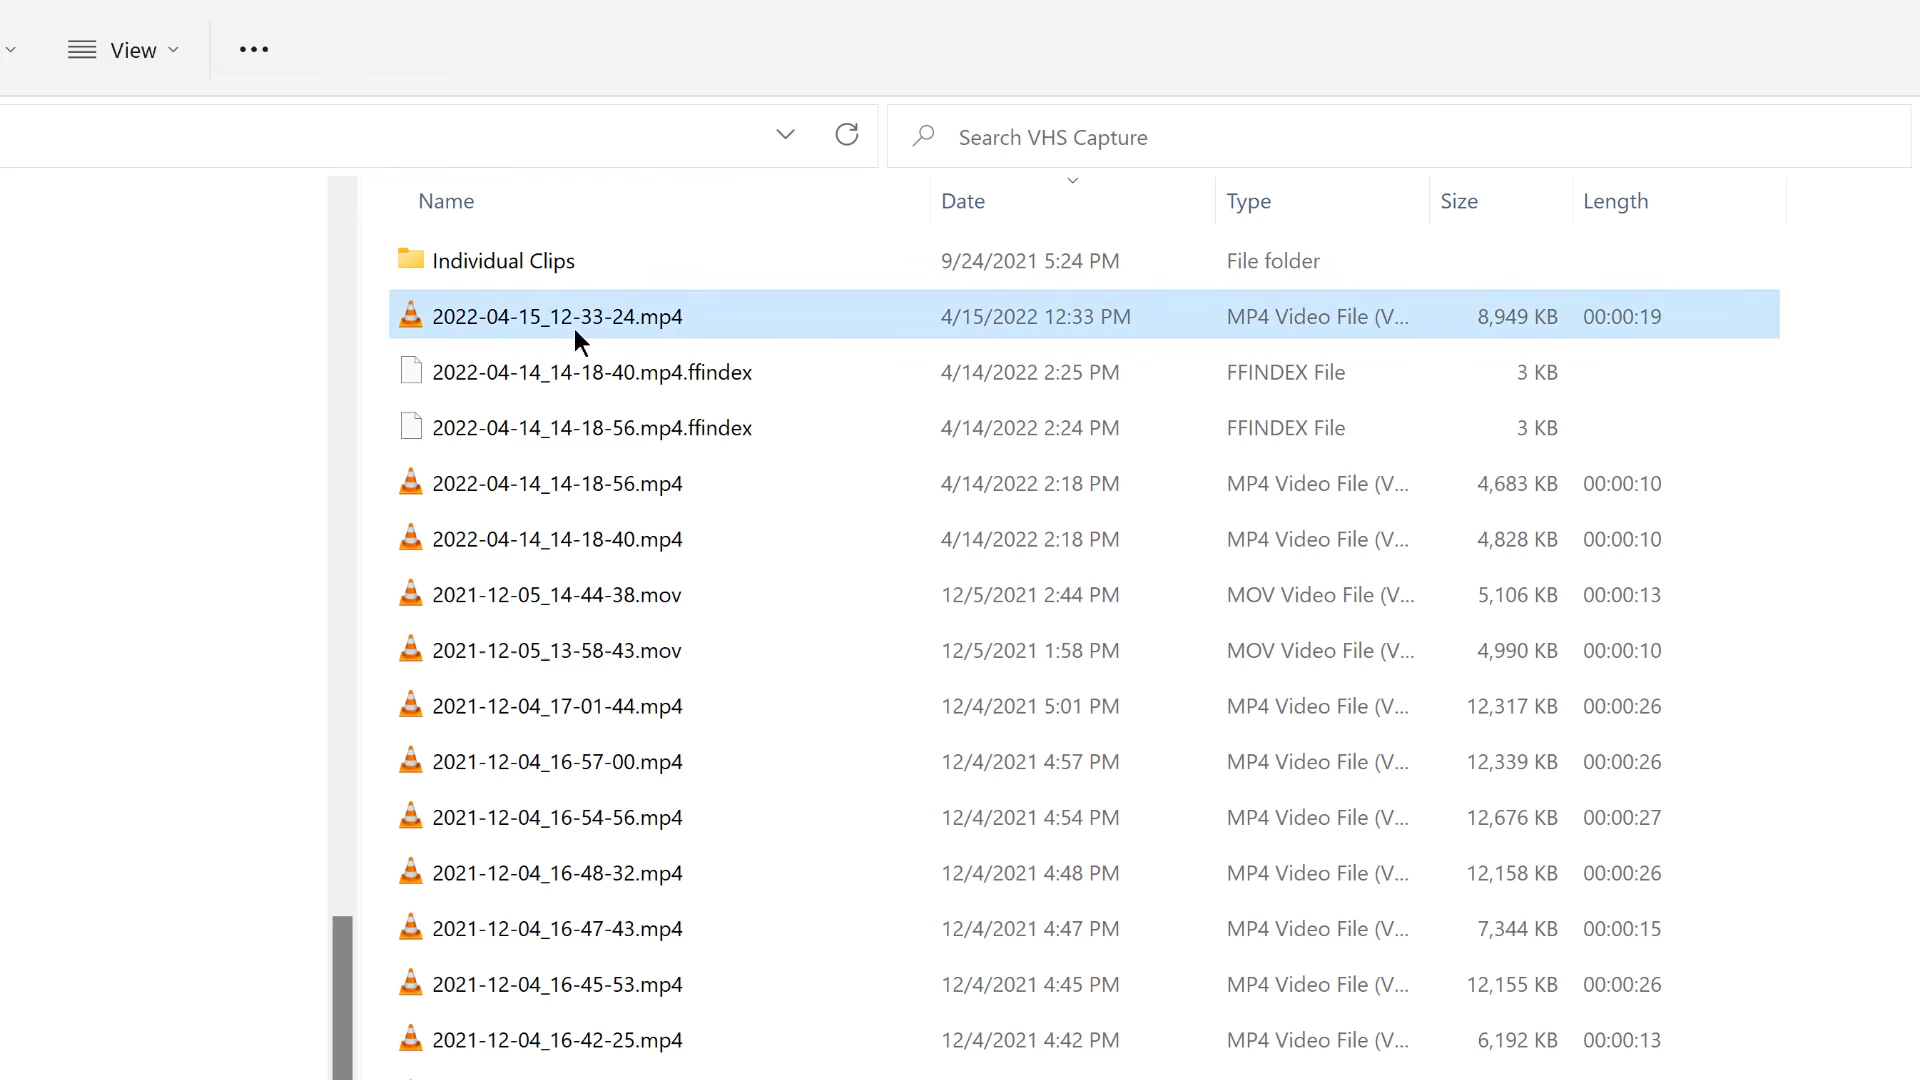 View
Search VHS Capture
Name Date Type Size Length
Individual Clips 9/24/2021 5:24 PM File folder
2022-04-15_12-33-24.mp4 4/15/2022 12:33 PM MP4 Video File (V... 8,949 KB 00:00:19
2022-04-14_14-18-40.mp4.ffindex 4/14/2022 2:25 PM FFINDEX File 3 KB
2022-04-14_14-18-56.mp4.ffindex 4/14/2022 2:24 PM FFINDEX File 3 KB
2022-04-14_14-18-56.mp4 4/14/2022 2:18 PM MP4 Video File (V... 4,683 KB 00:00:10
2022-04-14_14-18-40.mp4 4/14/2022 2:18 PM MP4 Video File (V... 4,828 KB 00:00:10
2021-12-05_14-44-38.mov 12/5/2021 2:44 PM MOV Video File (V... 5,106 KB 00:00:13
2021-12-05_13-58-43.mov 12/5/2021 1:58 PM MOV Video File (V... 4,990 KB 00:00:10
2021-12-04_17-01-44.mp4 12/4/2021 5:01 PM MP4 Video File (V... 12,317 KB 00:00:26
2021-12-04_16-57-00.mp4 12/4/2021 4:57 PM MP4 Video File (V... 12,339 KB 00:00:26
2021-12-04_16-54-56.mp4 12/4/2021 4:54 PM MP4 Video File (V... 12,676 KB 00:00:27
2021-12-04_16-48-32.mp4 12/4/2021 4:48 PM MP4 Video File (V... 12,158 KB 00:00:26
2021-12-04_16-47-43.mp4 12/4/2021 4:47 PM MP4 Video File (V... 7,344 KB 00:00:15
2021-12-04_16-45-53.mp4 12/4/2021 4:45 PM MP4 Video File (V... 12,155 KB 00:00:26
2021-12-04_16-42-25.mp4 12/4/2021 4:42 PM MP4 Video File (V... 6,192 KB 00:00:13